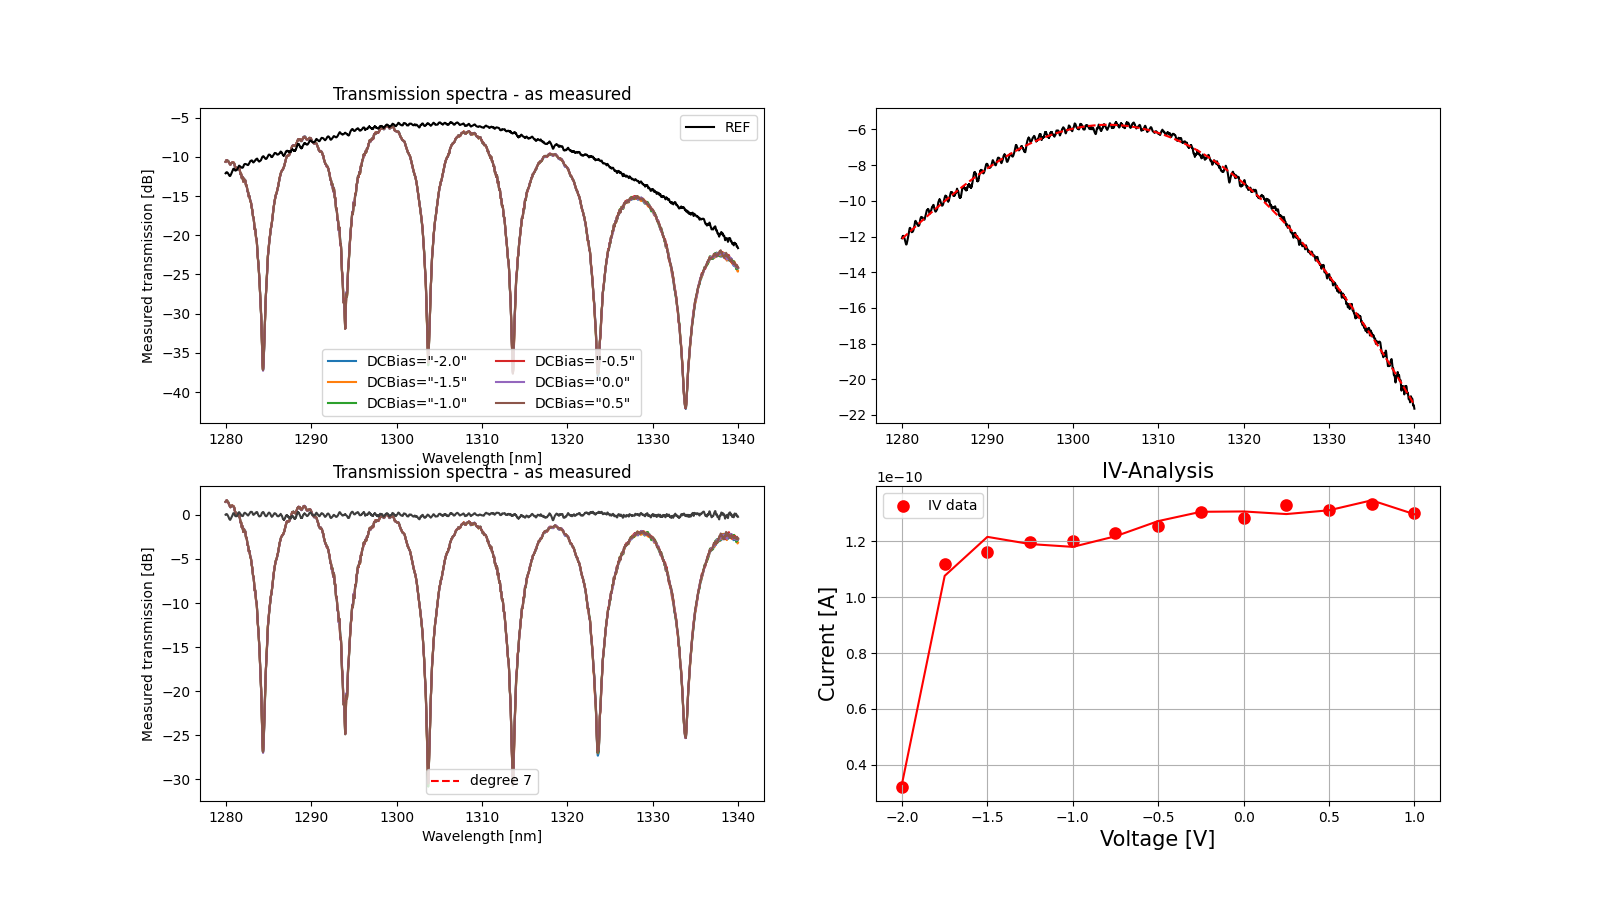 Transmission spectra - as measured
Measured transmission [dB]
−5
−10
−15
−20
−25
−30
−35
−40
REF
DCBias="-2.0"
DCBias="-1.5"
DCBias="-1.0"
DCBias="-0.5"
DCBias="0.0"
DCBias="0.5"
1280 1290 1300 1310 1320 1330 1340
Wavelength [nm]
−6
−8
−10
−12
−14
−16
−18
−20
−22
1280 1290 1300 1310 1320 1330 1340
Transmission spectra - as measured
Measured transmission [dB]
0
−5
−10
−15
−20
−25
−30
degree 7
1280 1290 1300 1310 1320 1330 1340
Wavelength [nm]
IV-Analysis
1e−10
IV data
Current [A]
1.2
1.0
0.8
0.6
0.4
−2.0 −1.5 −1.0 −0.5 0.0 0.5 1.0
Voltage [V]